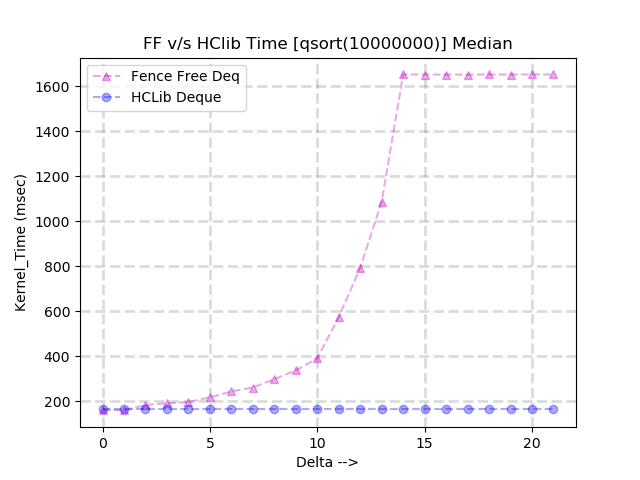 FF v/s HClib Time [qsort(10000000)] Median
Fence Free Deq
HCLib Deque
Kernel_Time (msec)
1600
1400
1200
1000
800
600
400
200
0 5 10 15 20
Delta -->